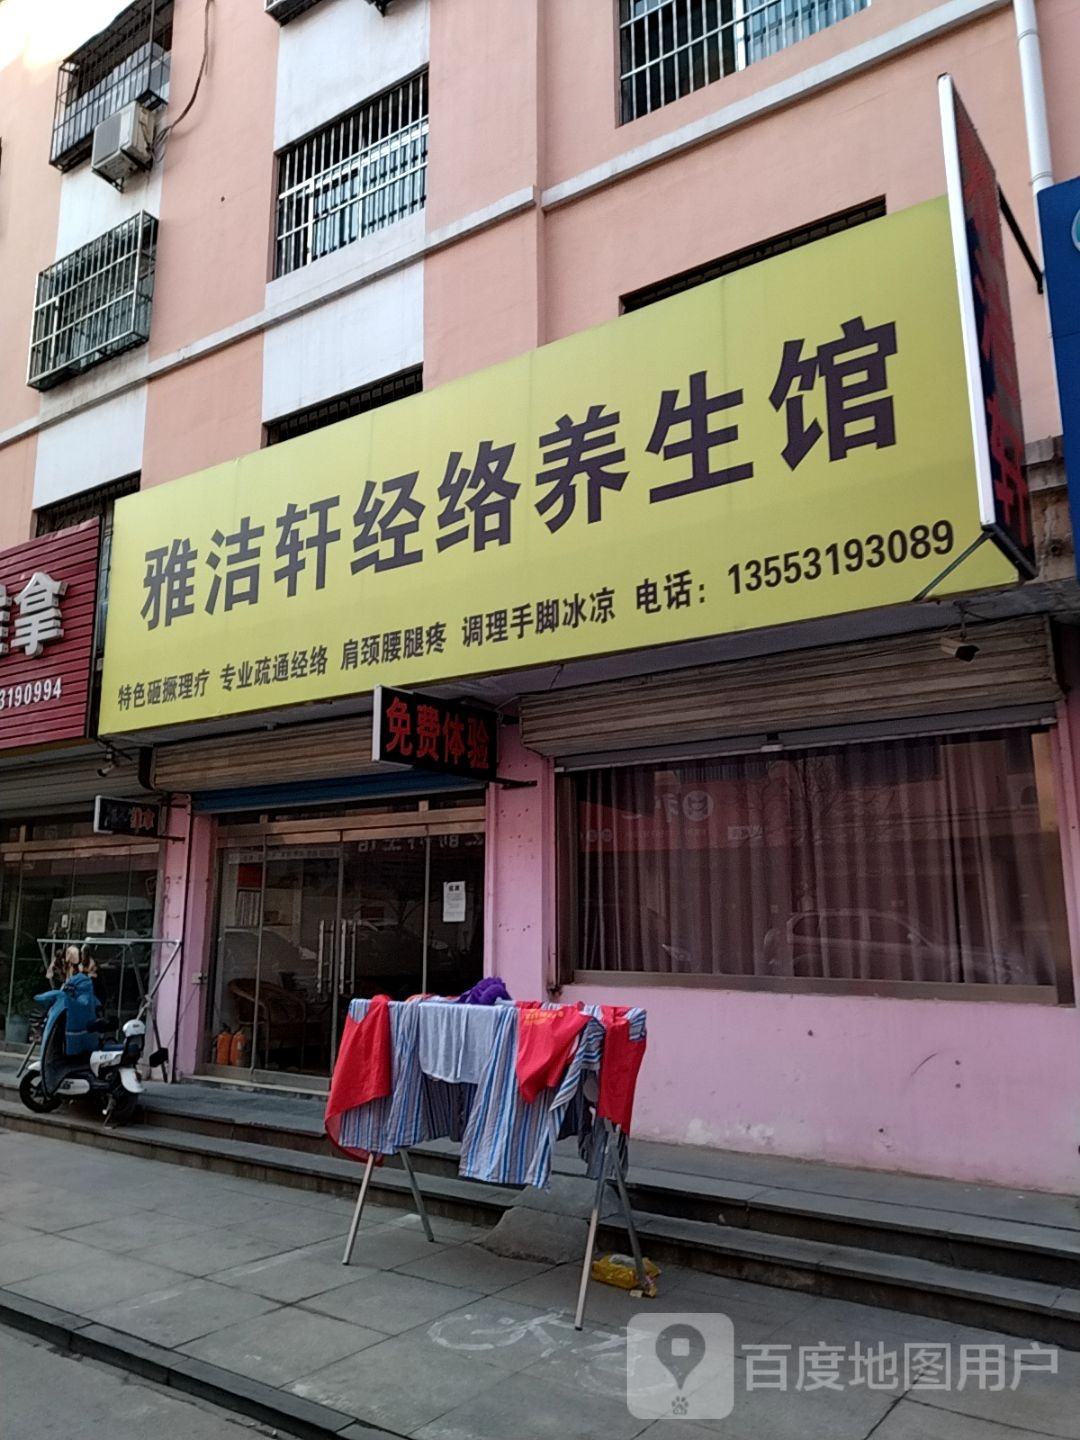 雅洁轩经络养生馆
特色砸撅理疗 专业疏通经络 肩颈腰腿疼 调理手脚冰凉 电话：13553193089
拿
3190994
免费体验
百度地图用户